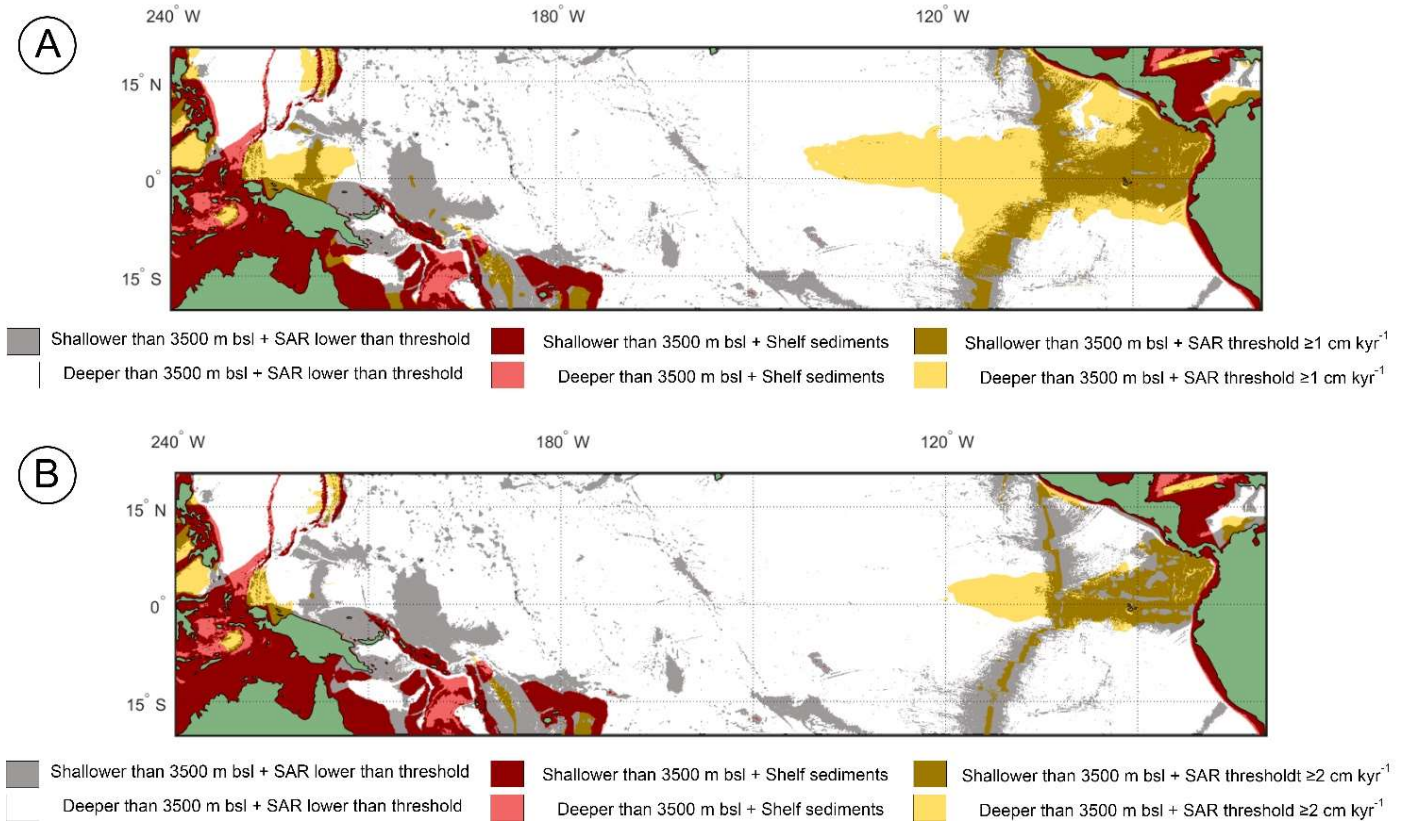 A
240° W 180° W 120° W
15° N
0°
15° S
Shallower than 3500 m bsl + SAR lower than threshold
Deeper than 3500 m bsl + SAR lower than threshold
Shallower than 3500 m bsl + Shelf sediments
Deeper than 3500 m bsl + Shelf sediments
Shallower than 3500 m bsl + SAR threshold ≥1 cm kyr⁻¹
Deeper than 3500 m bsl + SAR threshold ≥1 cm kyr⁻¹
B
240° W 180° W 120° W
15° N
0°
15° S
Shallower than 3500 m bsl + SAR lower than threshold
Deeper than 3500 m bsl + SAR lower than threshold
Shallower than 3500 m bsl + Shelf sediments
Deeper than 3500 m bsl + Shelf sediments
Shallower than 3500 m bsl + SAR thresholdt ≥2 cm kyr⁻¹
Deeper than 3500 m bsl + SAR threshold ≥2 cm kyr⁻¹